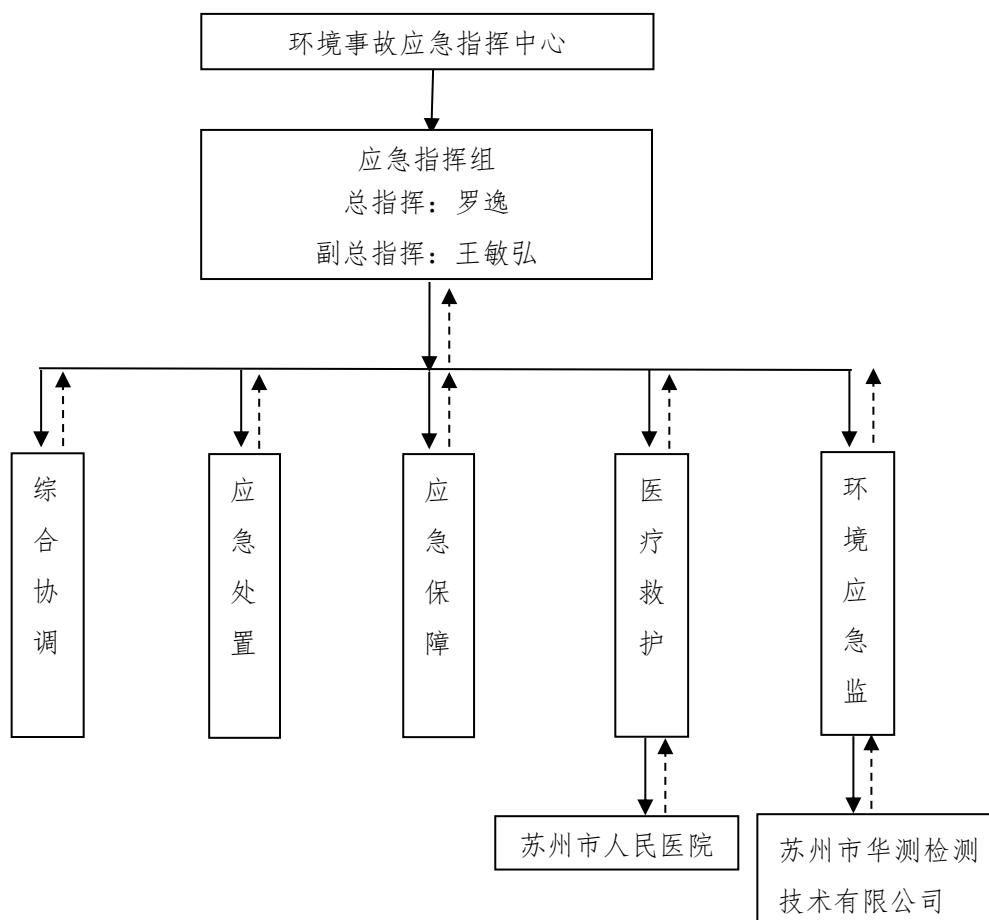 环境事故应急指挥中心
应急指挥组
总指挥：罗逸
副总指挥：王敏弘
综合协调
应急处置
应急保障
医疗救护
环境应急监
苏州市人民医院
苏州市华测检测
技术有限公司